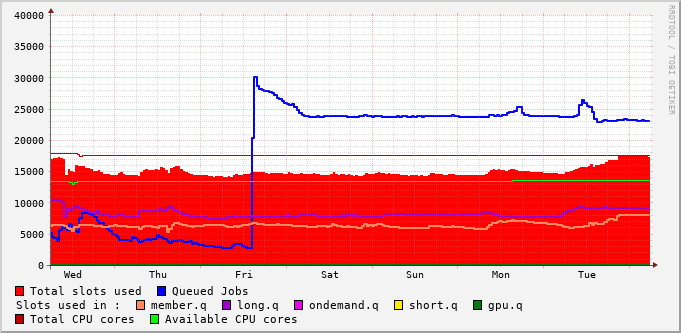 40000
35000
30000
25000
20000
15000
10000
5000
0
Wed Thu Fri Sat Sun Mon Tue
Total slots used Queued Jobs
Slots used in : member.q long.q ondemand.q short.q gpu.q
Total CPU cores Available CPU cores
RRDTOOL / TOBI OETIKER